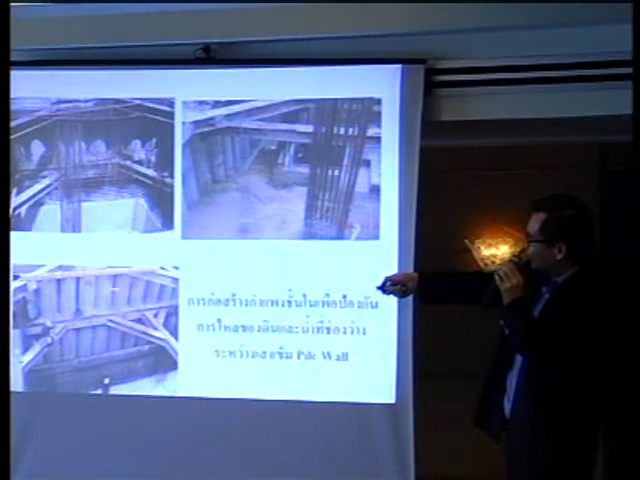 การก่อสร้างกำแพงชั้นในเพื่อป้องกัน
การไหลของดินและน้ำที่ช่องว่าง
ระหว่างเสาเข็ม Pile Wall